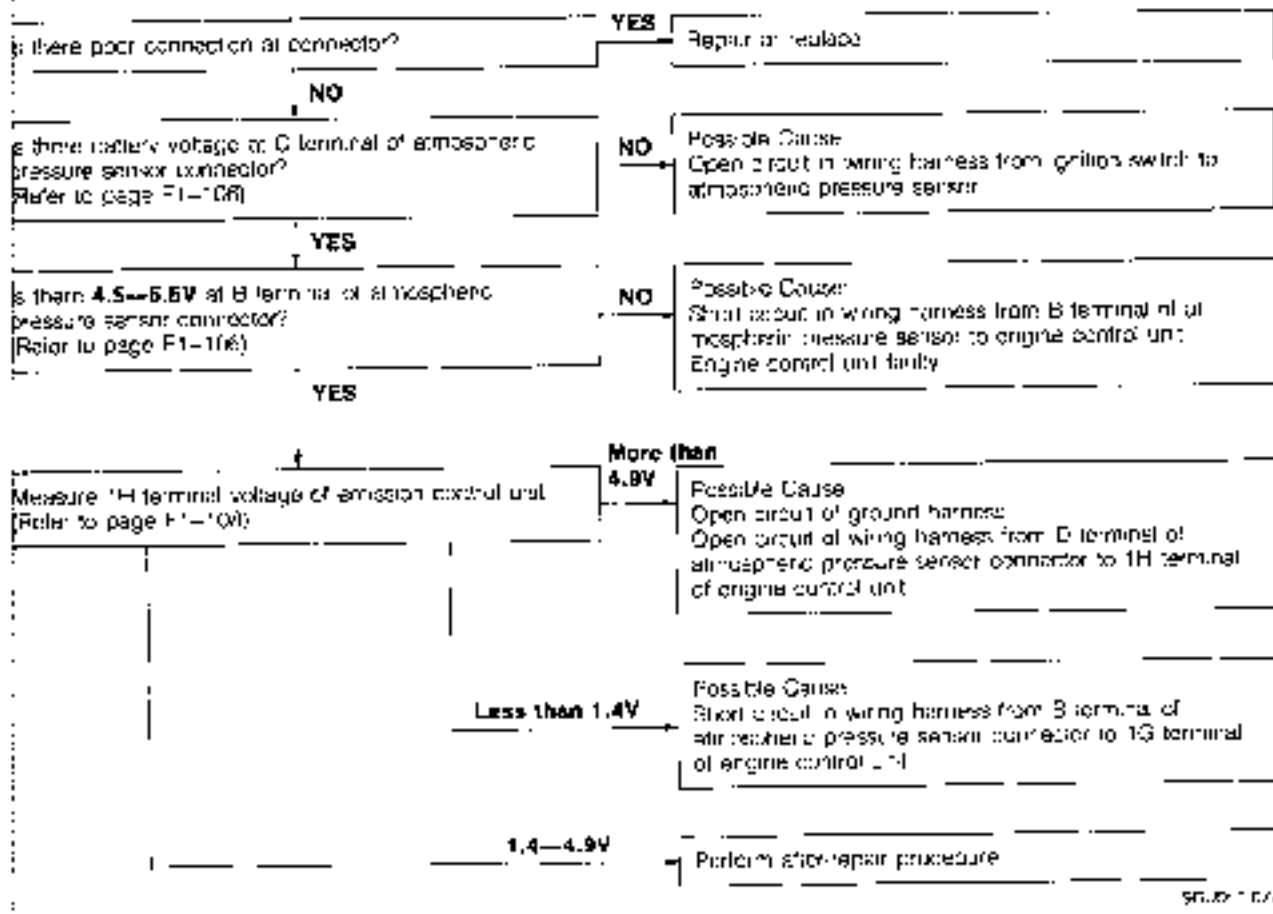 YES
s there poor connection at connector?
Repair or replace
NO
s there battery voltage at C terminal of atmospheric
pressure sensor connector?
(Refer to page F1–106)
NO
Possible Cause
Open circuit in wiring harness from ignition switch to
atmospheric pressure sensor
YES
s there 4.5—5.5V at B terminal of atmospheric
pressure sensor connector?
(Refer to page F1–106)
NO
Possible Cause
Short circuit in wiring harness from B terminal of at
mospheric pressure sensor to engine control unit
Engine control unit faulty
YES
More than
4.9V
Measure 1H terminal voltage of emission control unit
(Refer to page F1–
Possible Cause
Open circuit of ground harness
Open circuit of wiring harness from D terminal of
atmospheric pressure sensor connector to 1H terminal
of engine control unit
Less than 1.4V
Possible Cause
Short circuit in wiring harness from B terminal of
atmospheric pressure sensor connector to 1G terminal
of engine control unit
1.4—4.9V
Perform after-repair procedure